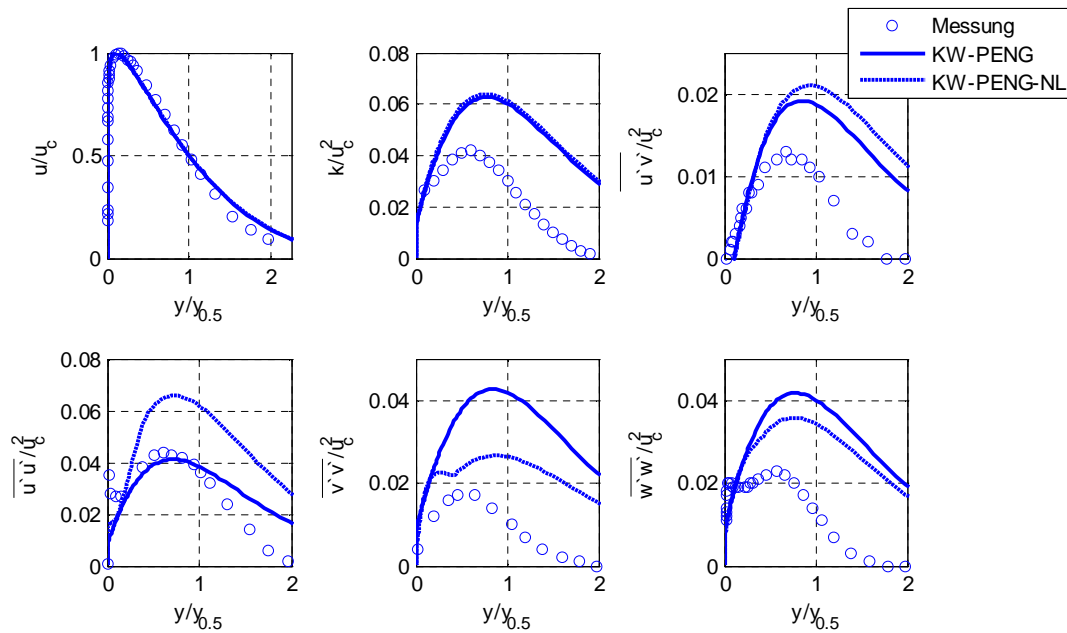 Messung
KW-PENG
KW-PENG-NL
1
0.5
0
u/u_c
0 1 2
y/y_0.5
0.08
0.06
0.04
0.02
0
k/u_c^2
0 1 2
y/y_0.5
0.02
0.01
0
u`v`/u_c^2
0 1 2
y/y_0.5
0.08
0.06
0.04
0.02
0
u`u`/u_c^2
0 1 2
y/y_0.5
0.04
0.02
0
v`v`/u_c^2
0 1 2
y/y_0.5
0.04
0.02
0
w`w`/u_c^2
0 1 2
y/y_0.5